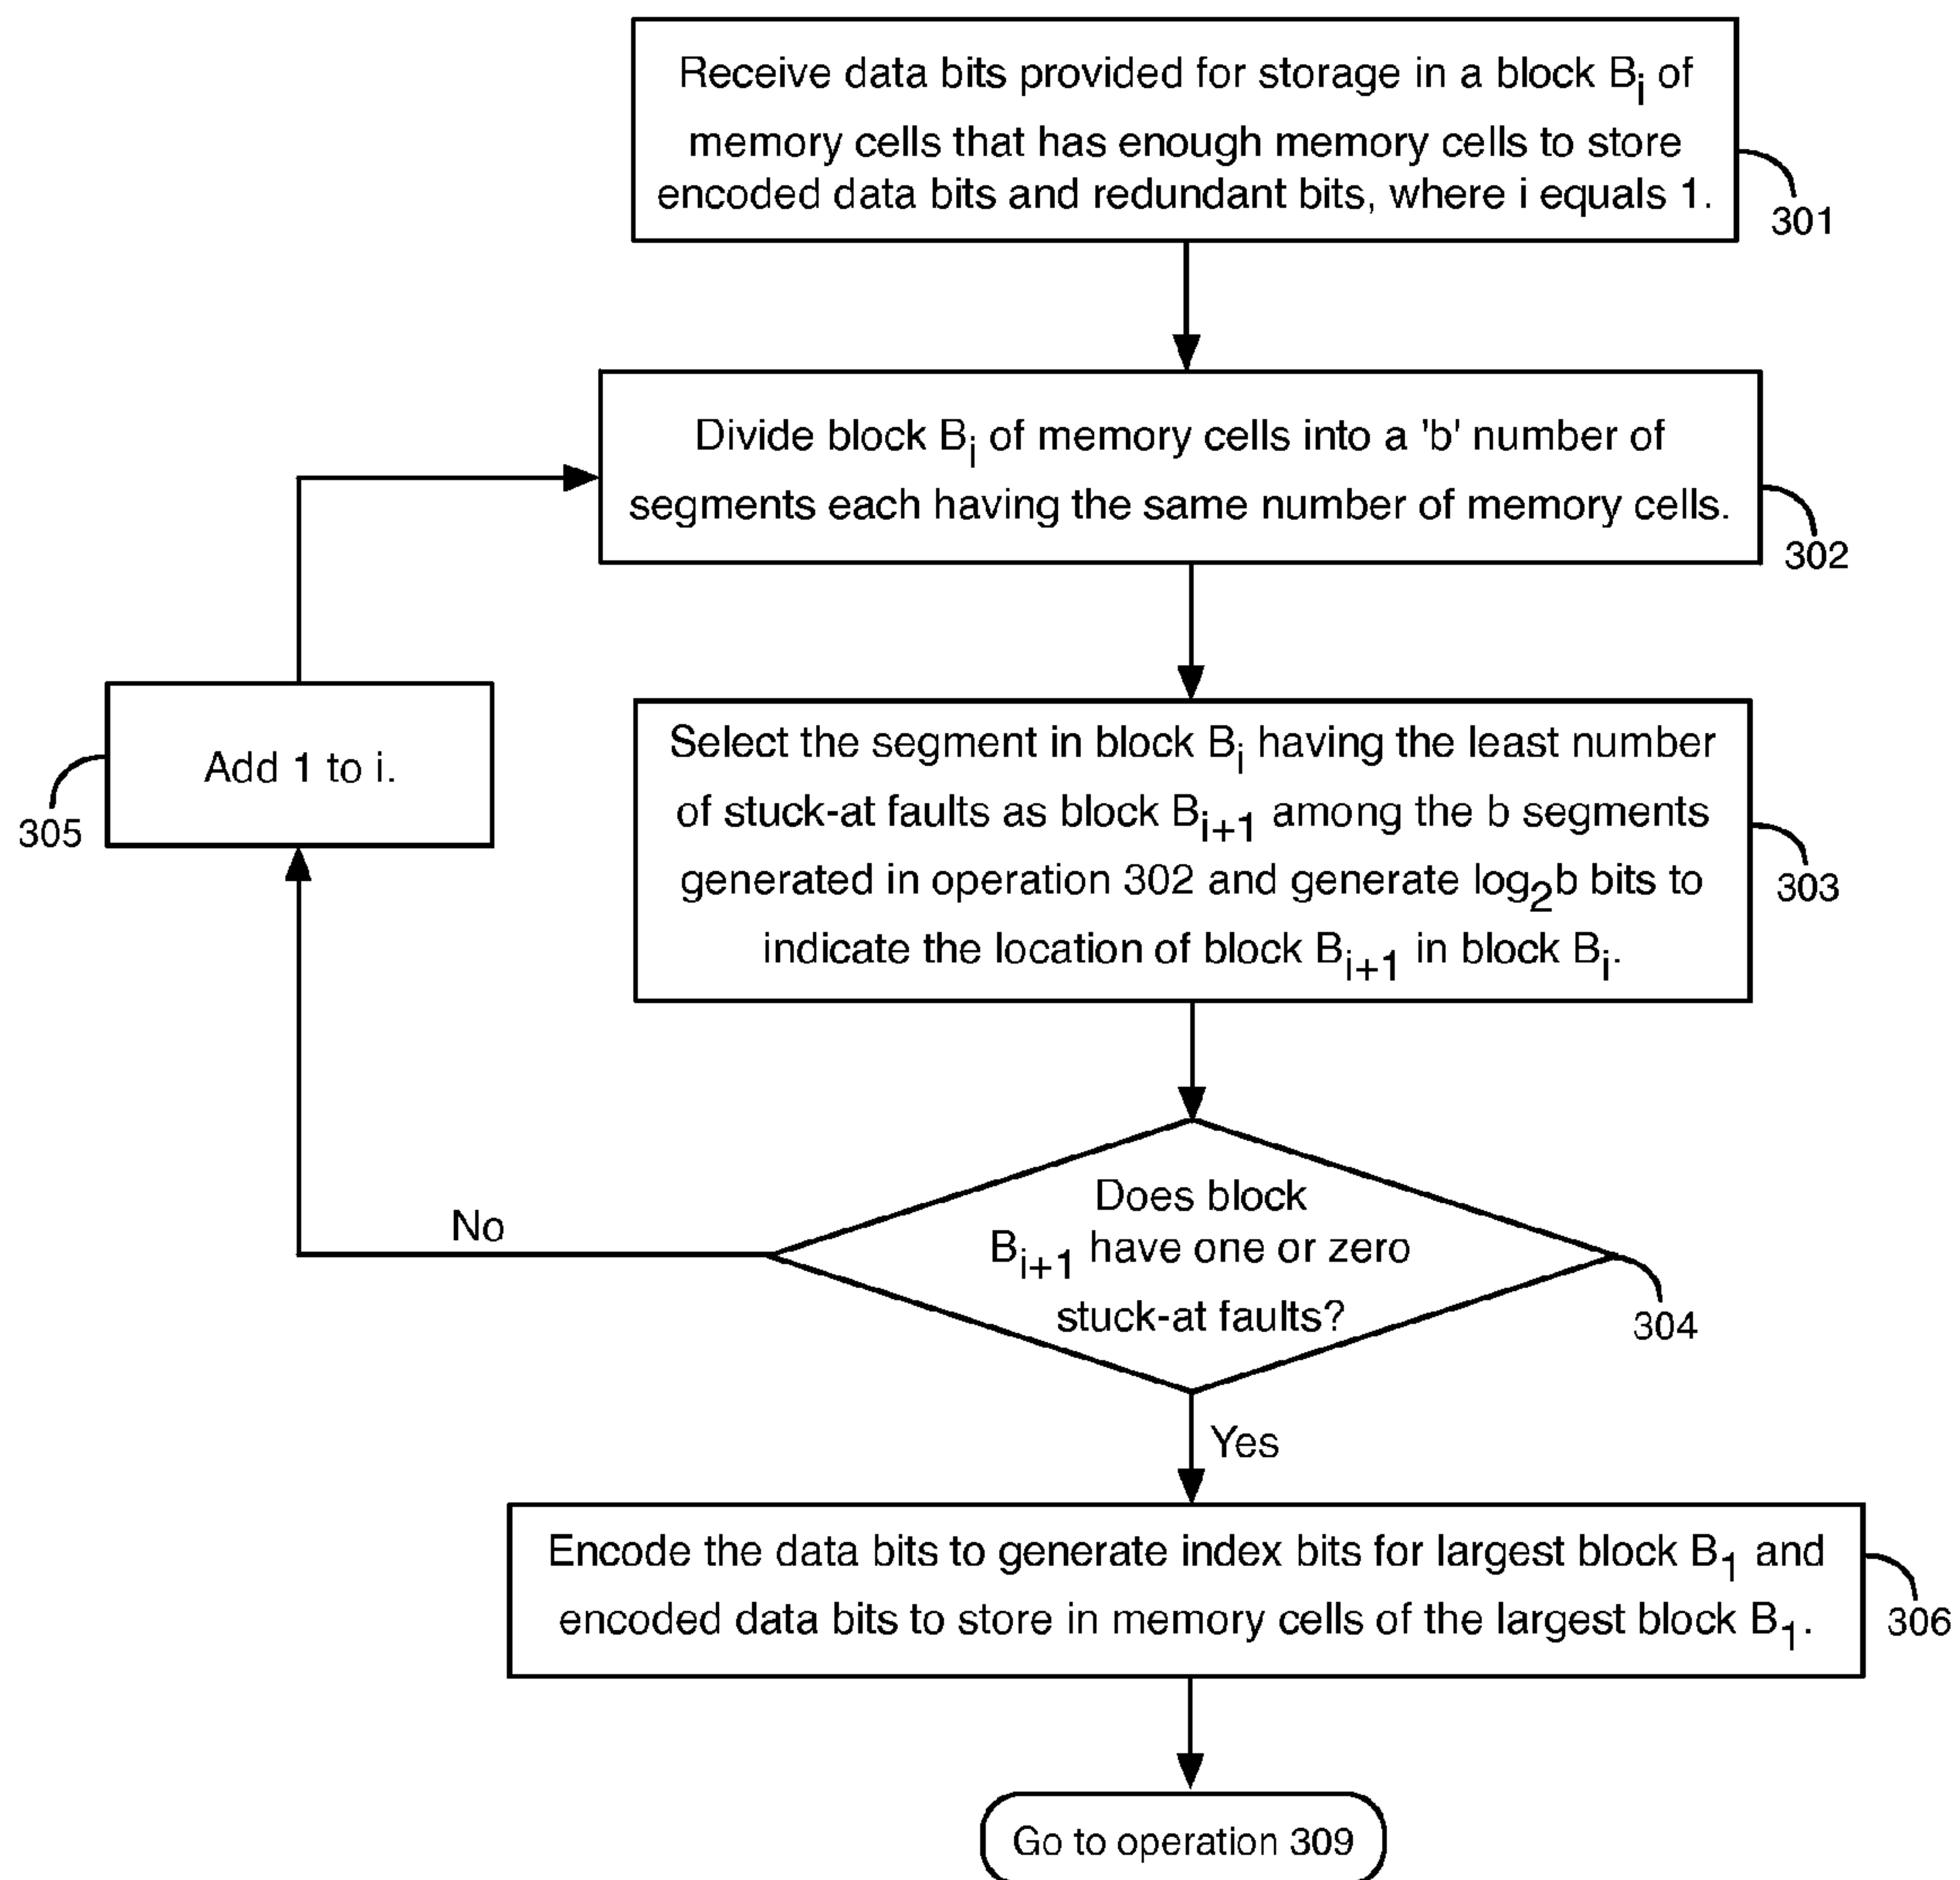 Receive data bits provided for storage in a block Bi of
memory cells that has enough memory cells to store
encoded data bits and redundant bits, where i equals 1.
301
Divide block Bi of memory cells into a 'b' number of
segments each having the same number of memory cells.
302
Select the segment in block Bi having the least number
of stuck-at faults as block Bi+1 among the b segments
generated in operation 302 and generate log2b bits to
indicate the location of block Bi+1 in block Bi.
303
Add 1 to i.
305
Does block
Bi+1 have one or zero
stuck-at faults?
304
No
Yes
Encode the data bits to generate index bits for largest block B1 and
encoded data bits to store in memory cells of the largest block B1.
306
Go to operation 309